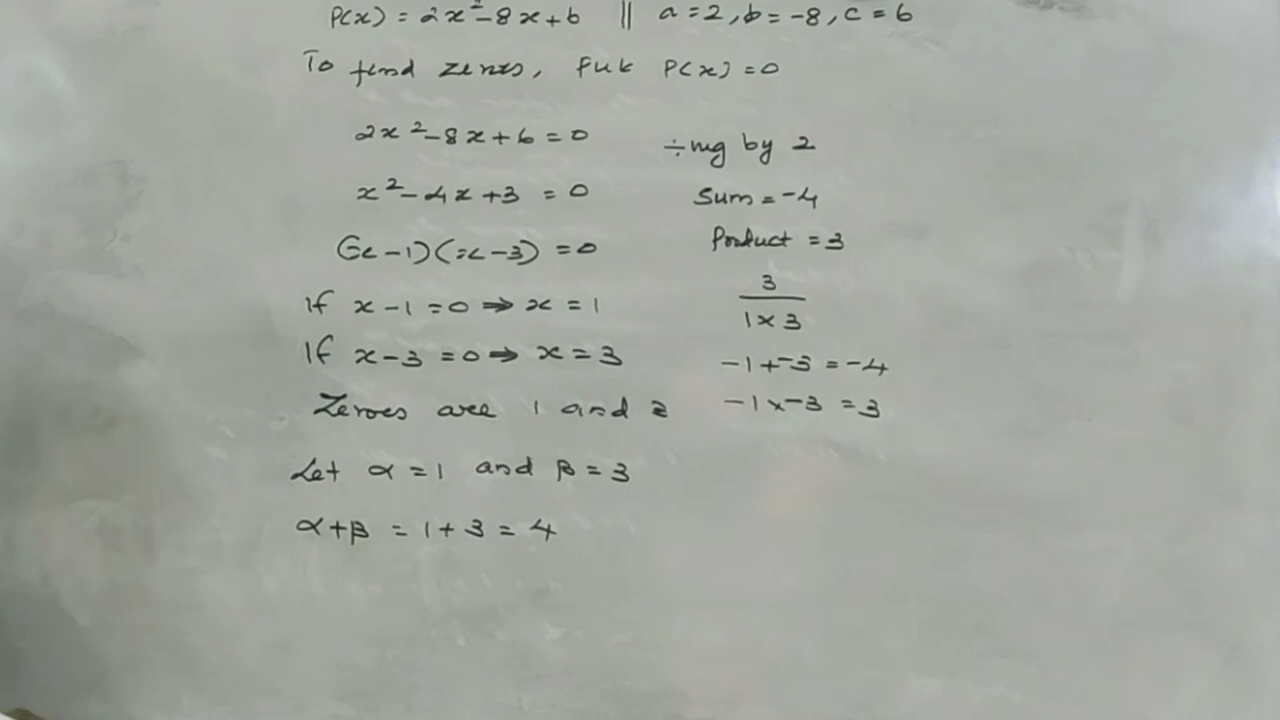 P(x) = 2x²-8x+6 || a=2, b=-8, c=6
To find zeroes, Put P(x)=0
2x²-8x+6=0 ÷ing by 2
x²-4x+3=0 Sum=-4
(x-1)(x-3)=0 Product=3
If x-1=0⇒x=1 3
1×3
If x-3=0⇒x=3 -1+-3=-4
Zeroes are 1 and 3 -1×-3=3
Let α=1 and β=3
α+β=1+3=4